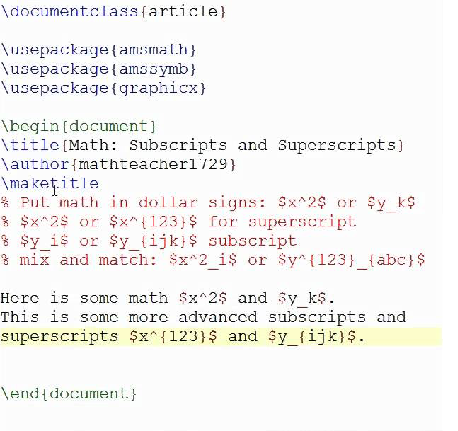 \documentclass{article}
\usepackage{amsmath}
\usepackage{amssymb}
\usepackage{graphicx}
\begin{document}
\title{Math: Subscripts and Superscripts}
\author{mathteacher1729}
\maketitle
% Put math in dollar signs: $x^2$ or $y_k$
% $x^2$ or $x^{123}$ for superscript
% $y_i$ or $y_{ijk}$ subscript
% mix and match: $x^2_i$ or $y^{123}_{abc}$
Here is some math $x^2$ and $y_k$.
This is some more advanced subscripts and
superscripts $x^{123}$ and $y_{ijk}$.
\end{document}